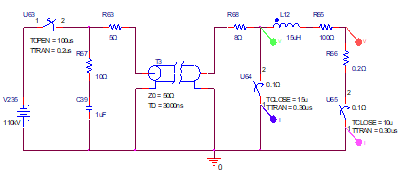 U63
1 2
TOPEN = 100us
TTRAN = 0.2us
R63
5Ω
R57
10Ω
C39
1uF
V235
110kV
T3
Z0 = 50Ω
TD = 3000ns
R68
8Ω
L12
15uH
R65
100Ω
R66
0.2Ω
2
U64
0.1Ω
TCLOSE = 15u
TTRAN = 0.30us
1
2
0.1Ω
U65
TCLOSE = 10u
TTRAN = 0.30us
1
0